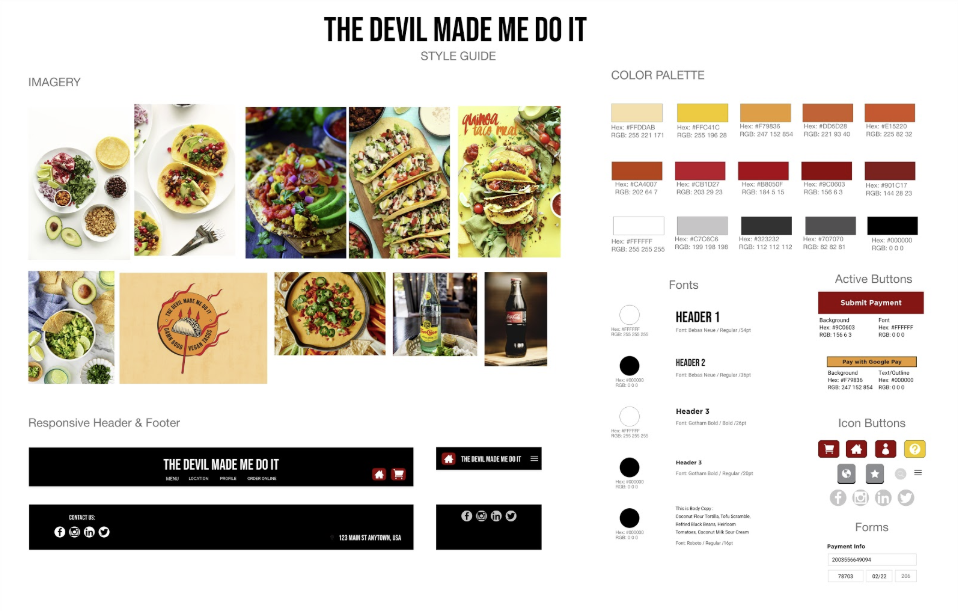 THE DEVIL MADE ME DO IT
STYLE GUIDE
IMAGERY
quinoa
taco meat
THE DEVIL MADE ME DO IT
DAMN GOOD VEGAN TACOS
Responsive Header & Footer
THE DEVIL MADE ME DO IT
MENU LOCATION PROFILE ORDER ONLINE
THE DEVIL MADE ME DO IT
CONTACT US:
123 MAIN ST ANYTOWN, USA
COLOR PALETTE
Hex: #FFDDAB
RGB: 255 221 171
Hex: #FFC41C
RGB: 255 196 28
Hex: #F79836
RGB: 247 152 854
Hex: #DD5D28
RGB: 221 93 40
Hex: #E15220
RGB: 225 82 32
Hex: #CA4007
RGB: 202 64 7
Hex: #CB1D27
RGB: 203 29 23
Hex: #B8050F
RGB: 184 5 15
Hex: #9C0603
RGB: 156 6 3
Hex: #901C17
RGB: 144 28 23
Hex: #FFFFFF
RGB: 255 255 255
Hex: #C7C6C6
RGB: 199 198 198
Hex: #323232
RGB: 112 112 112
Hex: #707070
RGB: 82 82 81
Hex: #000000
RGB: 0 0 0
Fonts
Hex: #FFFFFF
RGB: 255 255 255
HEADER 1
Font: Bebas Neue / Regular /54pt
Hex: #000000
RGB: 0 0 0
HEADER 2
Font: Bebas Neue / Regular /36pt
Hex: #FFFFFF
RGB: 255 255 255
Header 3
Font: Gotham Bold / Bold /26pt
Hex: #000000
RGB: 0 0 0
Header 3
Font: Gotham Bold / Regular /20pt
Hex: #000000
RGB: 0 0 0
This is Body Copy:
Coconut Flour Tortilla, Tofu Scramble,
Refried Black Beans, Heirloom
Tomatoes, Coconut Milk Sour Cream
Font: Roboto / Regular /16pt
Active Buttons
Submit Payment
Background Font
Hex: #9C0603 Hex: #FFFFFF
RGB: 156 6 3 RGB: 0 0 0
Pay with Google Pay
Background Text/Outline
Hex: #F79836 Hex: #000000
RGB: 247 152 854 RGB: 0 0 0
Icon Buttons
Forms
Payment Info
2003556649094
78703 02/22 206